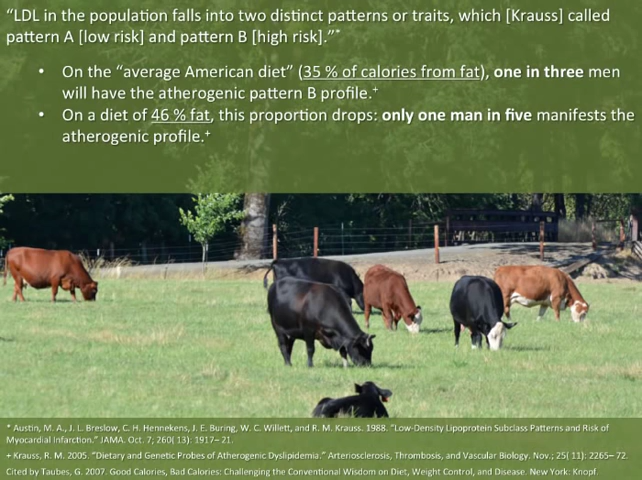 “LDL in the population falls into two distinct patterns or traits, which [Krauss] called
pattern A [low risk] and pattern B [high risk].”*
• On the “average American diet” (35 % of calories from fat), one in three men
will have the atherogenic pattern B profile.+
• On a diet of 46 % fat, this proportion drops: only one man in five manifests the
atherogenic profile.+
* Austin, M. A., J. L. Breslow, C. H. Hennekens, J. E. Buring, W. C. Willett, and R. M. Krauss. 1988. “Low-Density Lipoprotein Subclass Patterns and Risk of
Myocardial Infarction.” JAMA. Oct. 7; 260( 13): 1917– 21.
+ Krauss, R. M. 2005. “Dietary and Genetic Probes of Atherogenic Dyslipidemia.” Arteriosclerosis, Thrombosis, and Vascular Biology. Nov.; 25( 11): 2265– 72.
Cited by Taubes, G. 2007. Good Calories, Bad Calories: Challenging the Conventional Wisdom on Diet, Weight Control, and Disease. New York: Knopf.